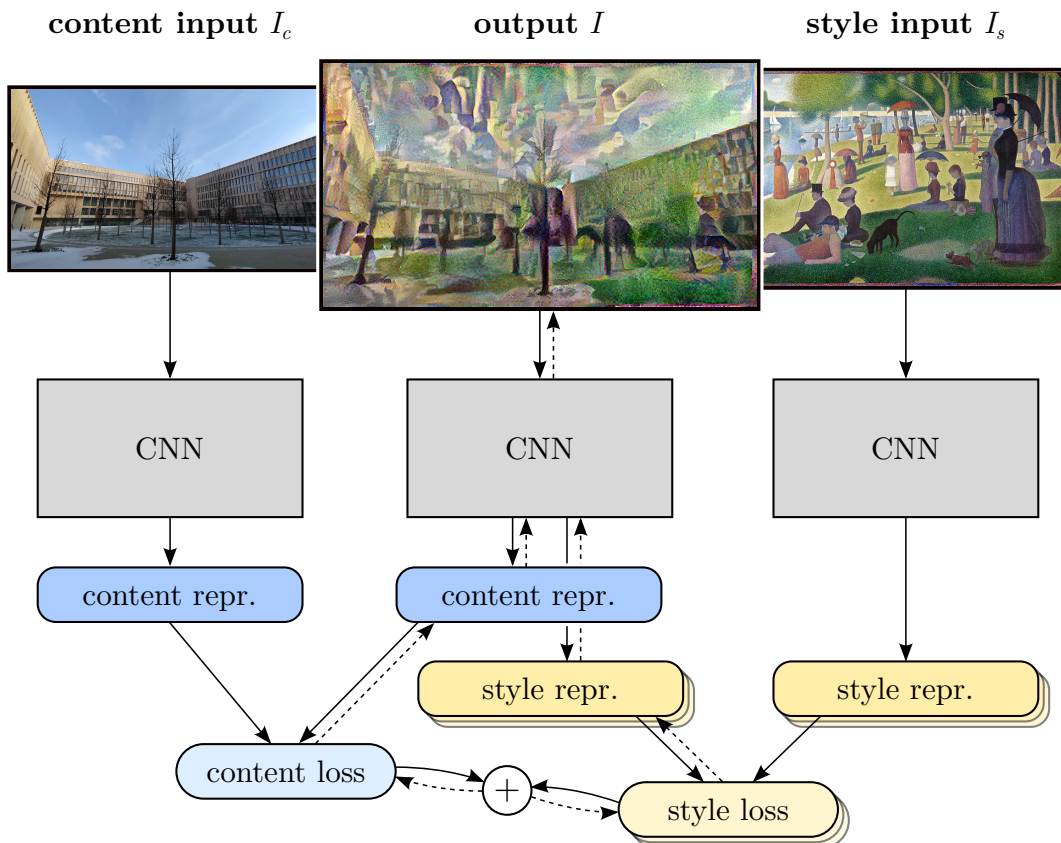 content input I_c
output I
style input I_s
CNN
CNN
CNN
content repr.
content repr.
style repr.
style repr.
content loss
+
style loss